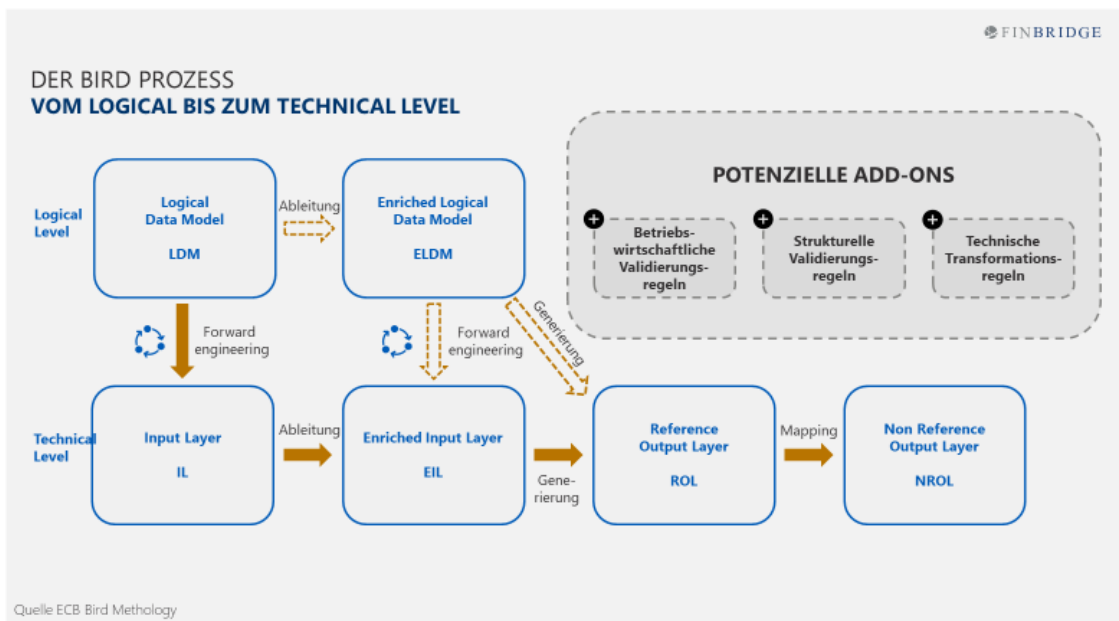 FINBRIDGE
DER BIRD PROZESS
VOM LOGICAL BIS ZUM TECHNICAL LEVEL
POTENZIELLE ADD-ONS
Betriebs-
wirtschaftliche
Validierungs-
regeln
Strukturelle
Validierungs-
regeln
Technische
Transformations-
regeln
Logical
Level
Logical
Data Model
LDM
Ableitung
Enriched Logical
Data Model
ELDM
Forward
engineering
Forward
engineering
Generierung
Technical
Level
Input Layer
IL
Ableitung
Enriched Input Layer
EIL
Gene-
rierung
Reference
Output Layer
ROL
Mapping
Non Reference
Output Layer
NROL
Quelle ECB Bird Methology